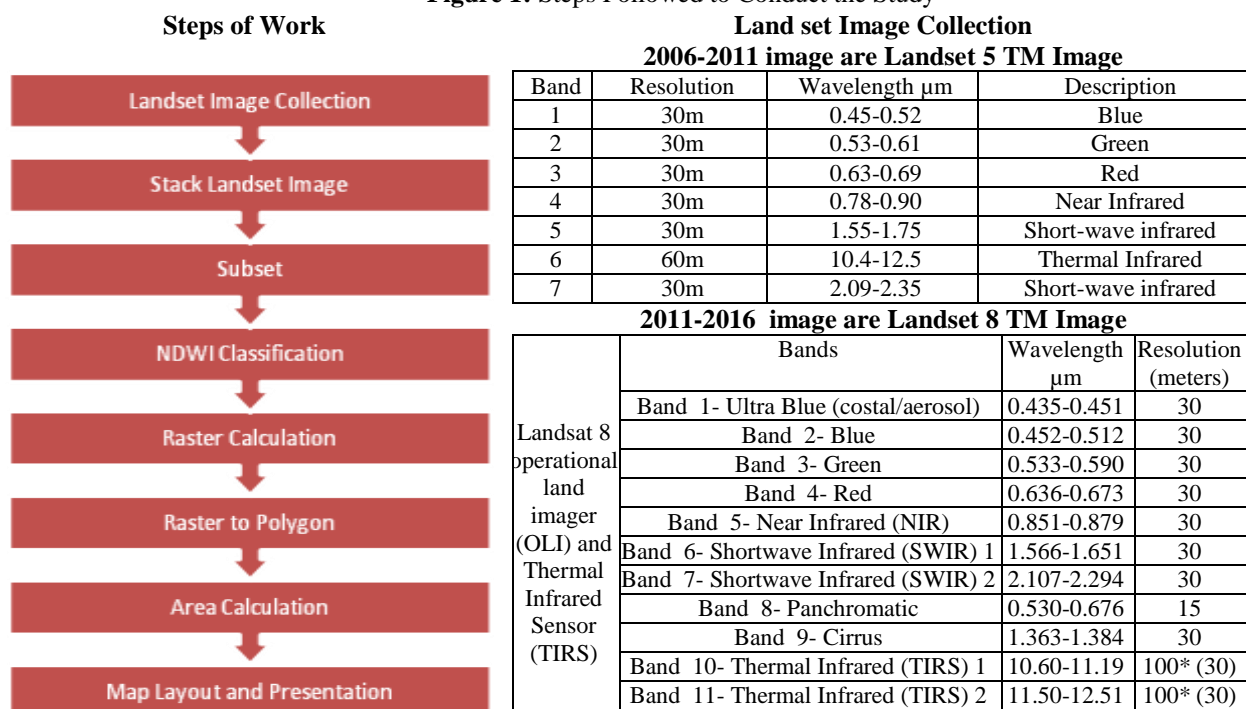 Figure 1. Steps Followed to Conduct the Study
Steps of Work
Landset Image Collection
Stack Landset Image
Subset
NDWI Classification
Raster Calculation
Raster to Polygon
Area Calculation
Map Layout and Presentation
Land set Image Collection
2006-2011 image are Landset 5 TM Image
Band Resolution Wavelength µm Description
1 30m 0.45-0.52 Blue
2 30m 0.53-0.61 Green
3 30m 0.63-0.69 Red
4 30m 0.78-0.90 Near Infrared
5 30m 1.55-1.75 Short-wave infrared
6 60m 10.4-12.5 Thermal Infrared
7 30m 2.09-2.35 Short-wave infrared
2011-2016 image are Landset 8 TM Image
Landsat 8
operational
land
imager
(OLI) and
Thermal
Infrared
Sensor
(TIRS)
Bands Wavelength Resolution
µm (meters)
Band 1- Ultra Blue (costal/aerosol) 0.435-0.451 30
Band 2- Blue 0.452-0.512 30
Band 3- Green 0.533-0.590 30
Band 4- Red 0.636-0.673 30
Band 5- Near Infrared (NIR) 0.851-0.879 30
Band 6- Shortwave Infrared (SWIR) 1 1.566-1.651 30
Band 7- Shortwave Infrared (SWIR) 2 2.107-2.294 30
Band 8- Panchromatic 0.530-0.676 15
Band 9- Cirrus 1.363-1.384 30
Band 10- Thermal Infrared (TIRS) 1 10.60-11.19 100* (30)
Band 11- Thermal Infrared (TIRS) 2 11.50-12.51 100* (30)